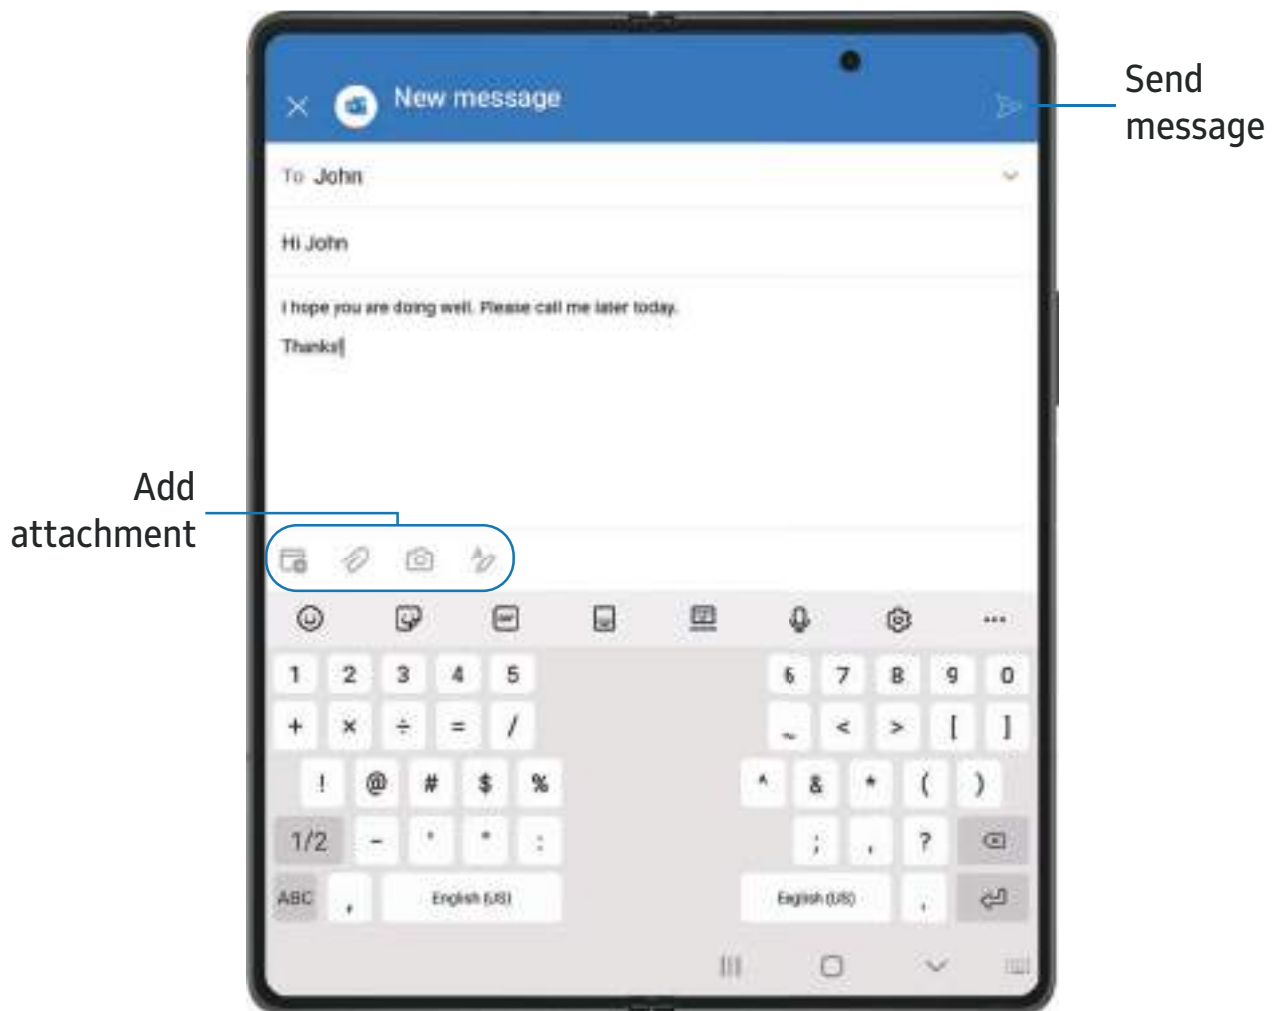 Send
message
New message
To John
Hi John
I hope you are doing well. Please call me later today.
Thanks!
Add
attachment
GIF
1 2 3 4 5 6 7 8 9 0
+ × ÷ = / ~ < > [ ]
! @ # $ % ^ & * ( )
1/2 - ' " : ; , ?
ABC , English (US) English (US) .